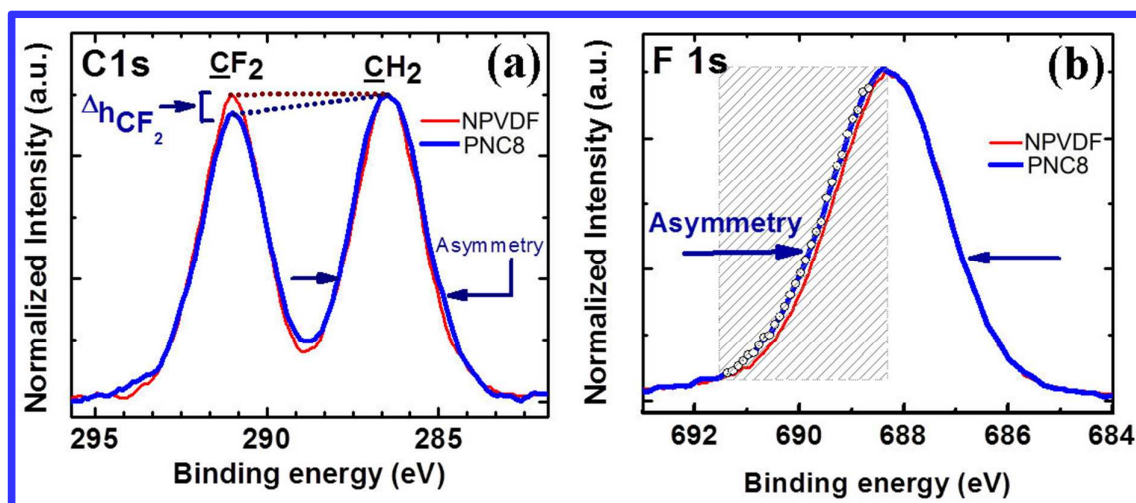 C1s
CF2
CH2
(a)
ΔhCF2
NPVDF
PNC8
Asymmetry
Normalized Intensity (a.u.)
295
290
285
Binding energy (eV)
F 1s
(b)
NPVDF
PNC8
Asymmetry
Normalized Intensity (a.u.)
692
690
688
686
684
Binding energy (eV)